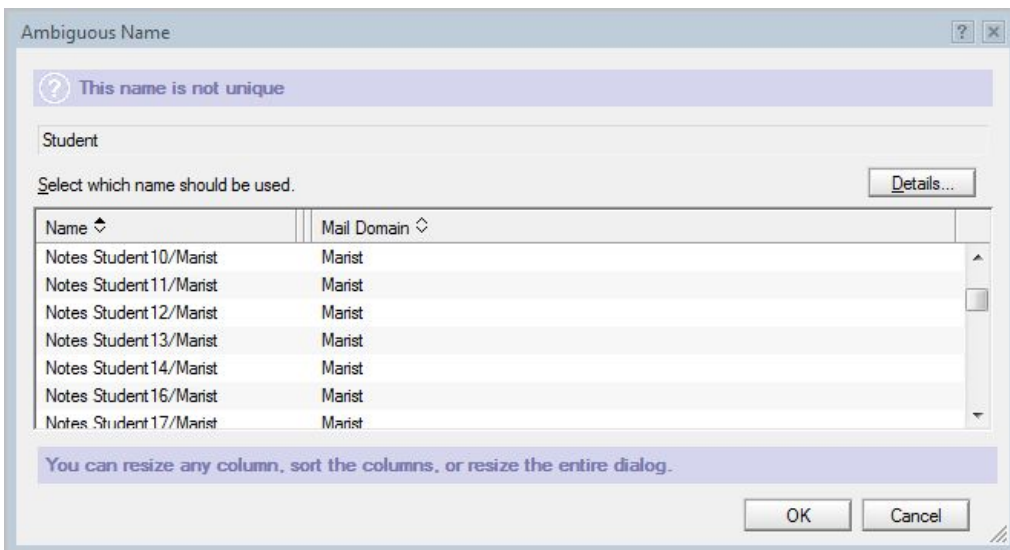 Ambiguous Name
This name is not unique
Student
Select which name should be used.
Details...
Name Mail Domain
Notes Student10/Marist Marist
Notes Student11/Marist Marist
Notes Student12/Marist Marist
Notes Student13/Marist Marist
Notes Student14/Marist Marist
Notes Student16/Marist Marist
Notes Student17/Marist Marist
You can resize any column, sort the columns, or resize the entire dialog.
OK Cancel